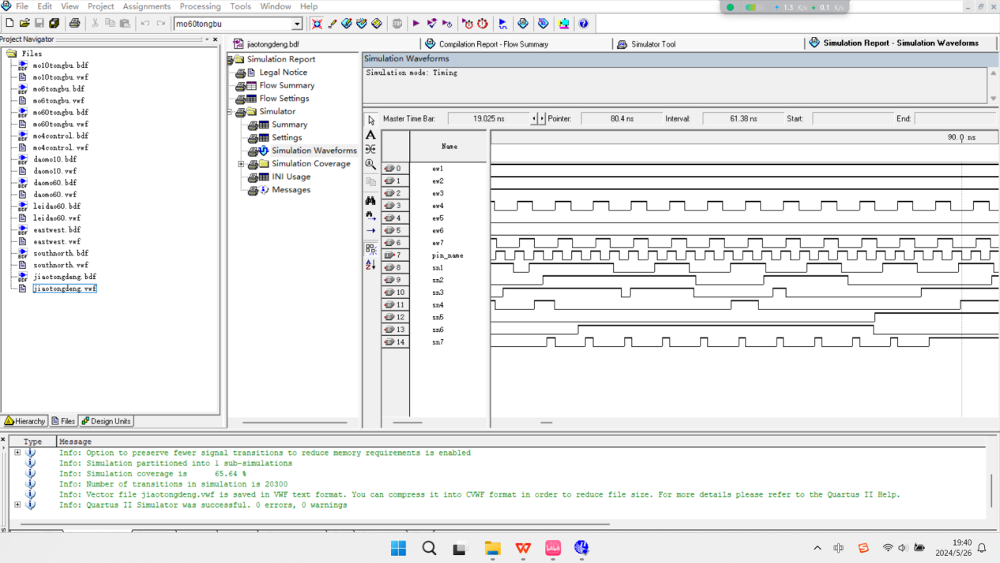 File Edit View Project Assignments Processing Tools Window Help
↑ 1.3 K/s ↓ 0.1 K/s
mo60tongbu
Project Navigator
Files
mo10tongbu.bdf
mo10tongbu.vwf
mo6tongbu.bdf
mo6tongbu.vwf
mo60tongbu.bdf
mo60tongbu.vwf
mo4control.bdf
mo4control.vwf
daomo10.bdf
daomo10.vwf
daomo60.bdf
daomo60.vwf
leidao60.bdf
leidao60.vwf
eastwest.bdf
eastwest.vwf
southnorth.bdf
southnorth.vwf
jiaotongdeng.bdf
jiaotongdeng.vwf
Hierarchy Files Design Units
jiaotongdeng.bdf
Compilation Report - Flow Summary
Simulator Tool
Simulation Report - Simulation Waveforms
Simulation Report
Legal Notice
Flow Summary
Flow Settings
Simulator
Summary
Settings
Simulation Waveforms
Simulation Coverage
INI Usage
Messages
Simulation Waveforms
Simulation mode: Timing
Master Time Bar: 19.025 ns Pointer: 80.4 ns Interval: 61.38 ns Start: End:
Name
90.0 ns
0 ew1
1 ew2
2 ew3
3 ew4
4 ew5
5 ew6
6 ew7
7 pin_name
8 sn1
9 sn2
10 sn3
11 sn4
12 sn5
13 sn6
14 sn7
Type Message
Info: Option to preserve fewer signal transitions to reduce memory requirements is enabled
Info: Simulation partitioned into 1 sub-simulations
Info: Simulation coverage is 65.64 %
Info: Number of transitions in simulation is 20300
Info: Vector file jiaotongdeng.vwf is saved in VWF text format. You can compress it into CVWF format in order to reduce file size. For more details please refer to the Quartus II Help.
Info: Quartus II Simulator was successful. 0 errors, 0 warnings
中
19:40
2024/5/26